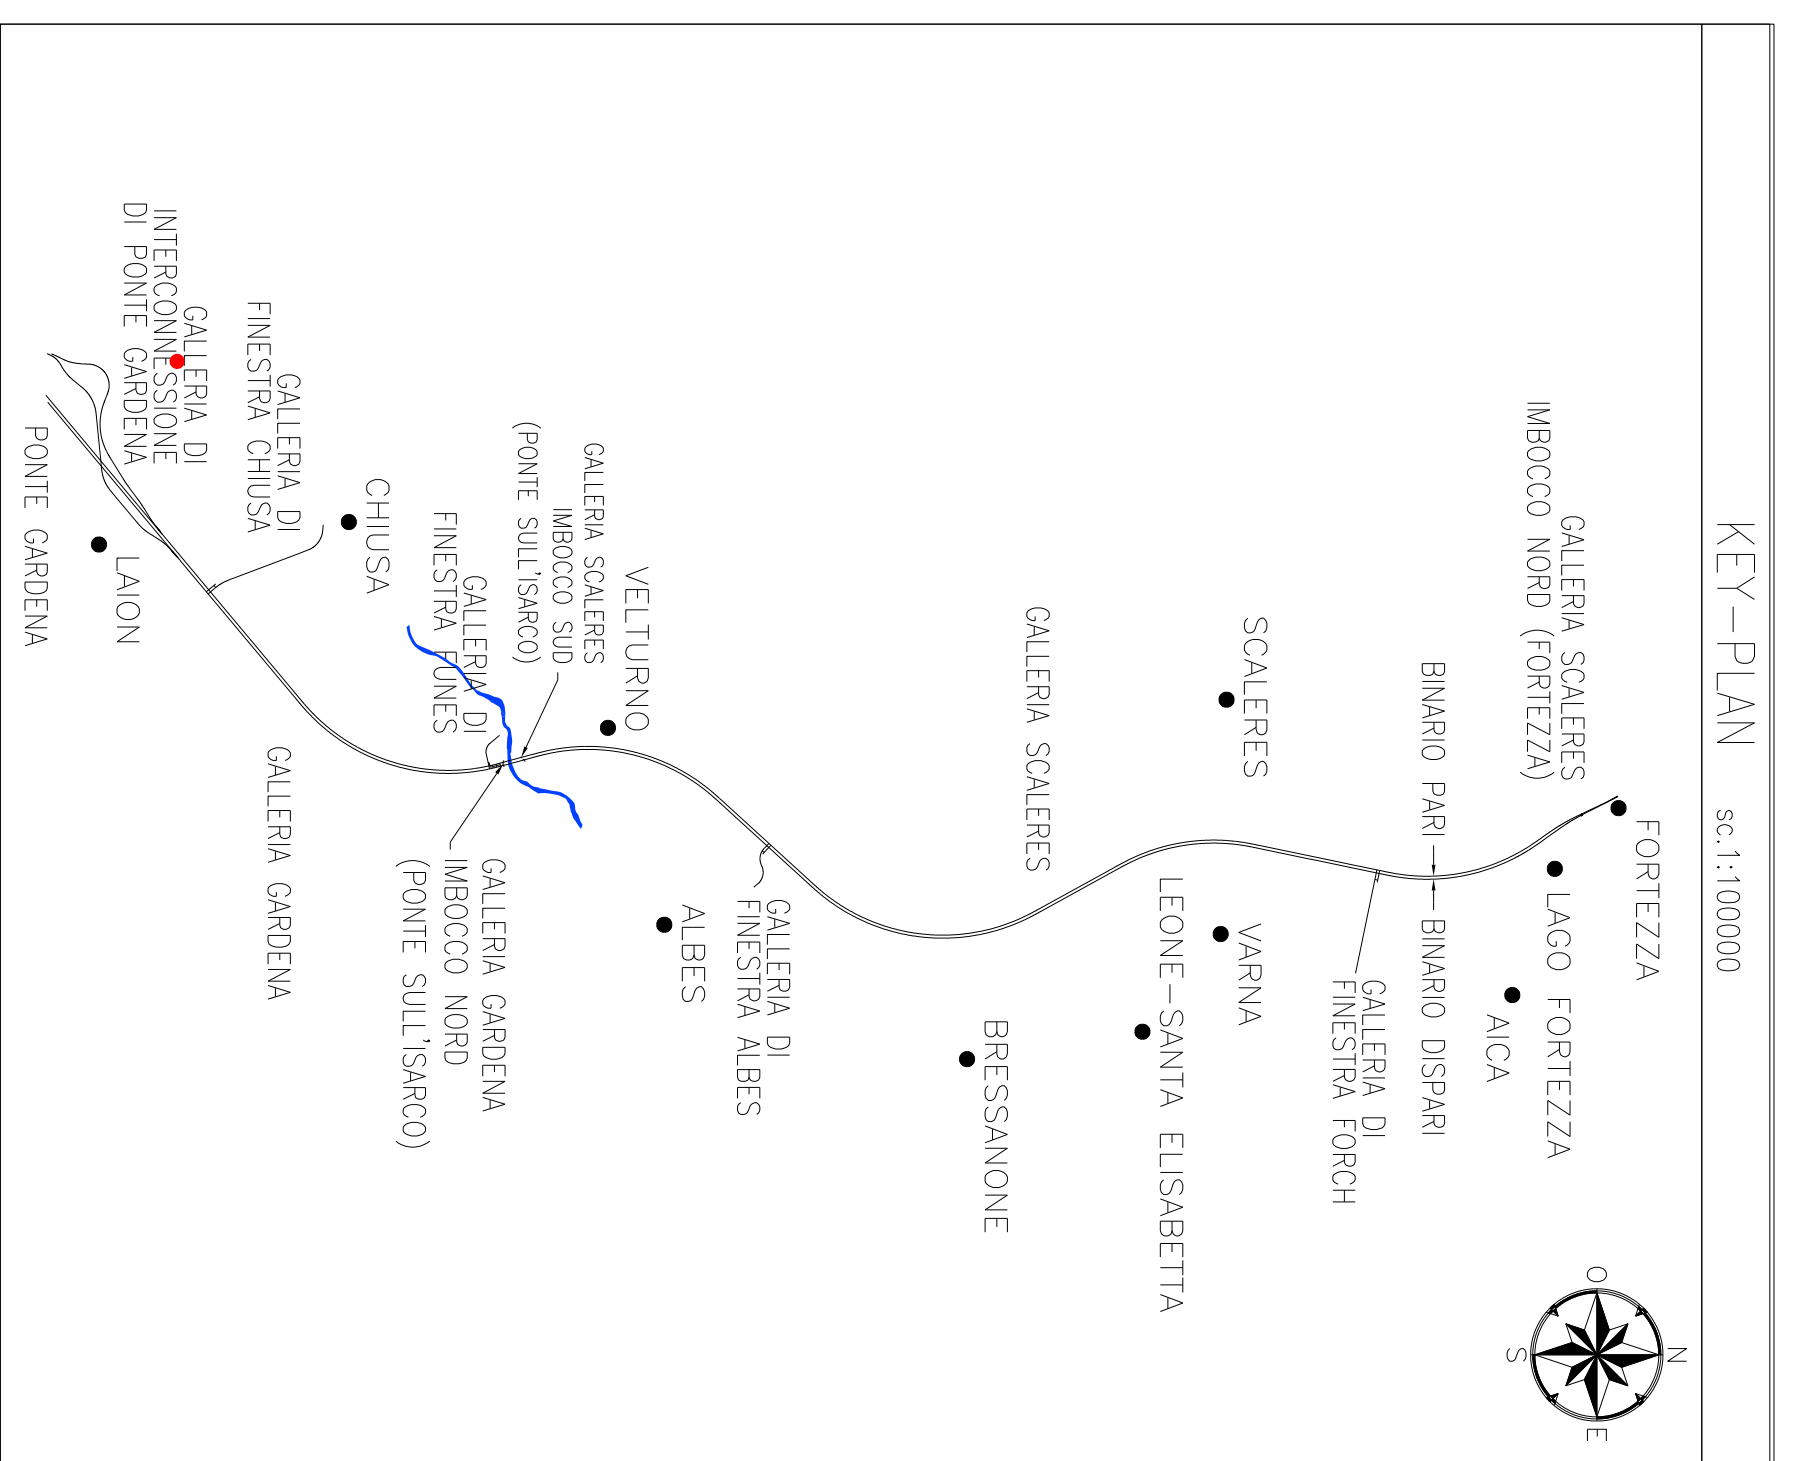 KEY-PLAN sc.1:100000
FORTEZZA
GALLERIA SCALERES
IMBOCCO NORD (FORTEZZA)
LAGO FORTEZZA
AICA
BINARIO PARI
BINARIO DISPARI
GALLERIA DI
FINESTRA FORCH
SCALERES
VARNA
LEONE-SANTA ELISABETTA
GALLERIA SCALERES
BRESSANONE
GALLERIA DI
FINESTRA ALBES
ALBES
VELTURNO
GALLERIA SCALERES
IMBOCCO SUD
(PONTE SULL'ISARCO)
GALLERIA DI
FINESTRA FUNES
GALLERIA GARDENA
IMBOCCO NORD
(PONTE SULL'ISARCO)
CHIUSA
GALLERIA DI
FINESTRA CHIUSA
GALLERIA GARDENA
GALLERIA DI
INTERCONNESSIONE
DI PONTE GARDENA
LAION
PONTE GARDENA
N
O
E
S